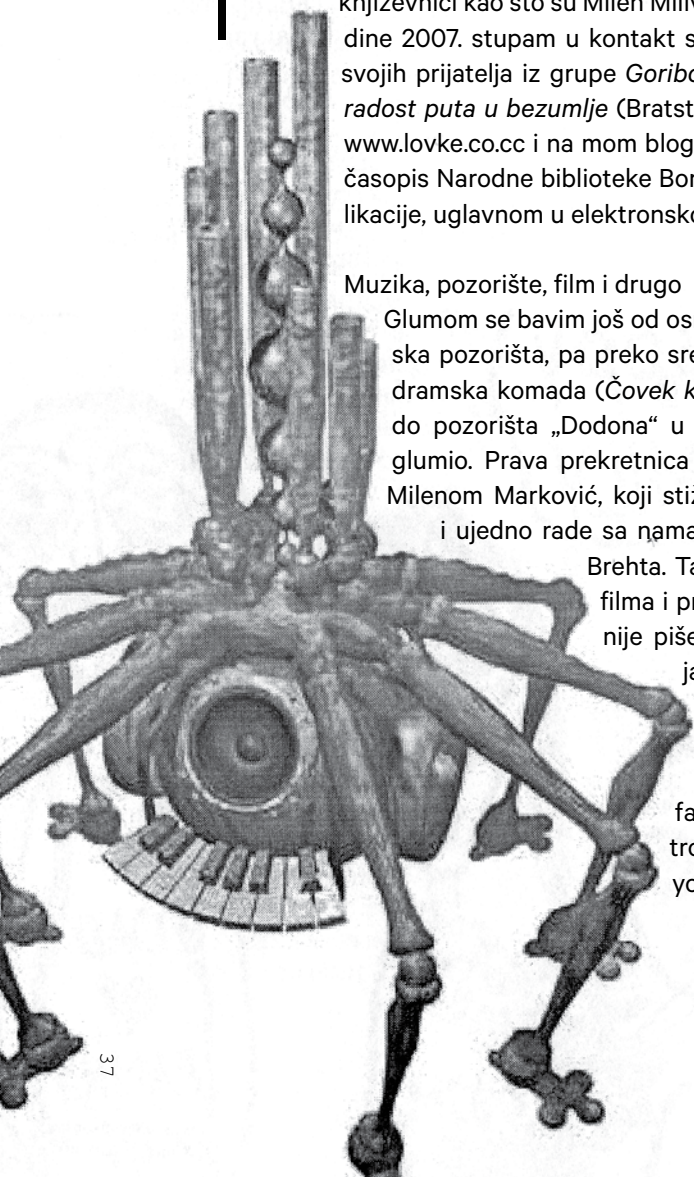 književnici kao što su Milen Miliv
dine 2007. stupam u kontakt s
svojih prijatelja iz grupe Goribo
radost puta u bezumlje (Bratst
www.lovke.co.cc i na mom blog
časopis Narodne biblioteke Bor
likacije, uglavnom u elektronsko
Muzika, pozorište, film i drugo
Glumom se bavim još od os
ska pozorišta, pa preko sre
dramska komada (Čovek k
do pozorišta „Dodona“ u
glumio. Prava prekretnica
Milenom Marković, koji stiž
i ujedno rade sa nama
Brehta. Ta
filma i pr
nije piše
ja
fa
tro
yo
37